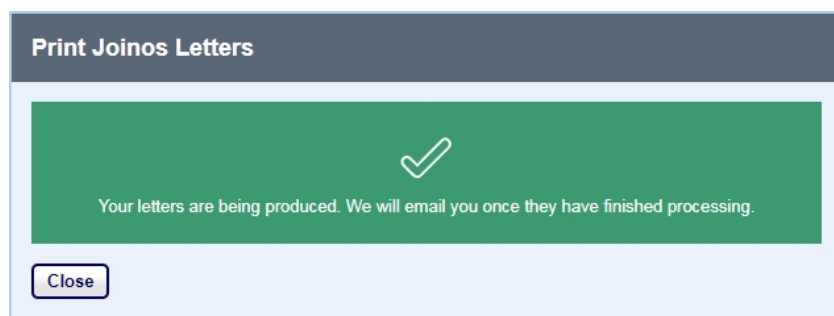 Print Joinos Letters
Your letters are being produced. We will email you once they have finished processing.
Close